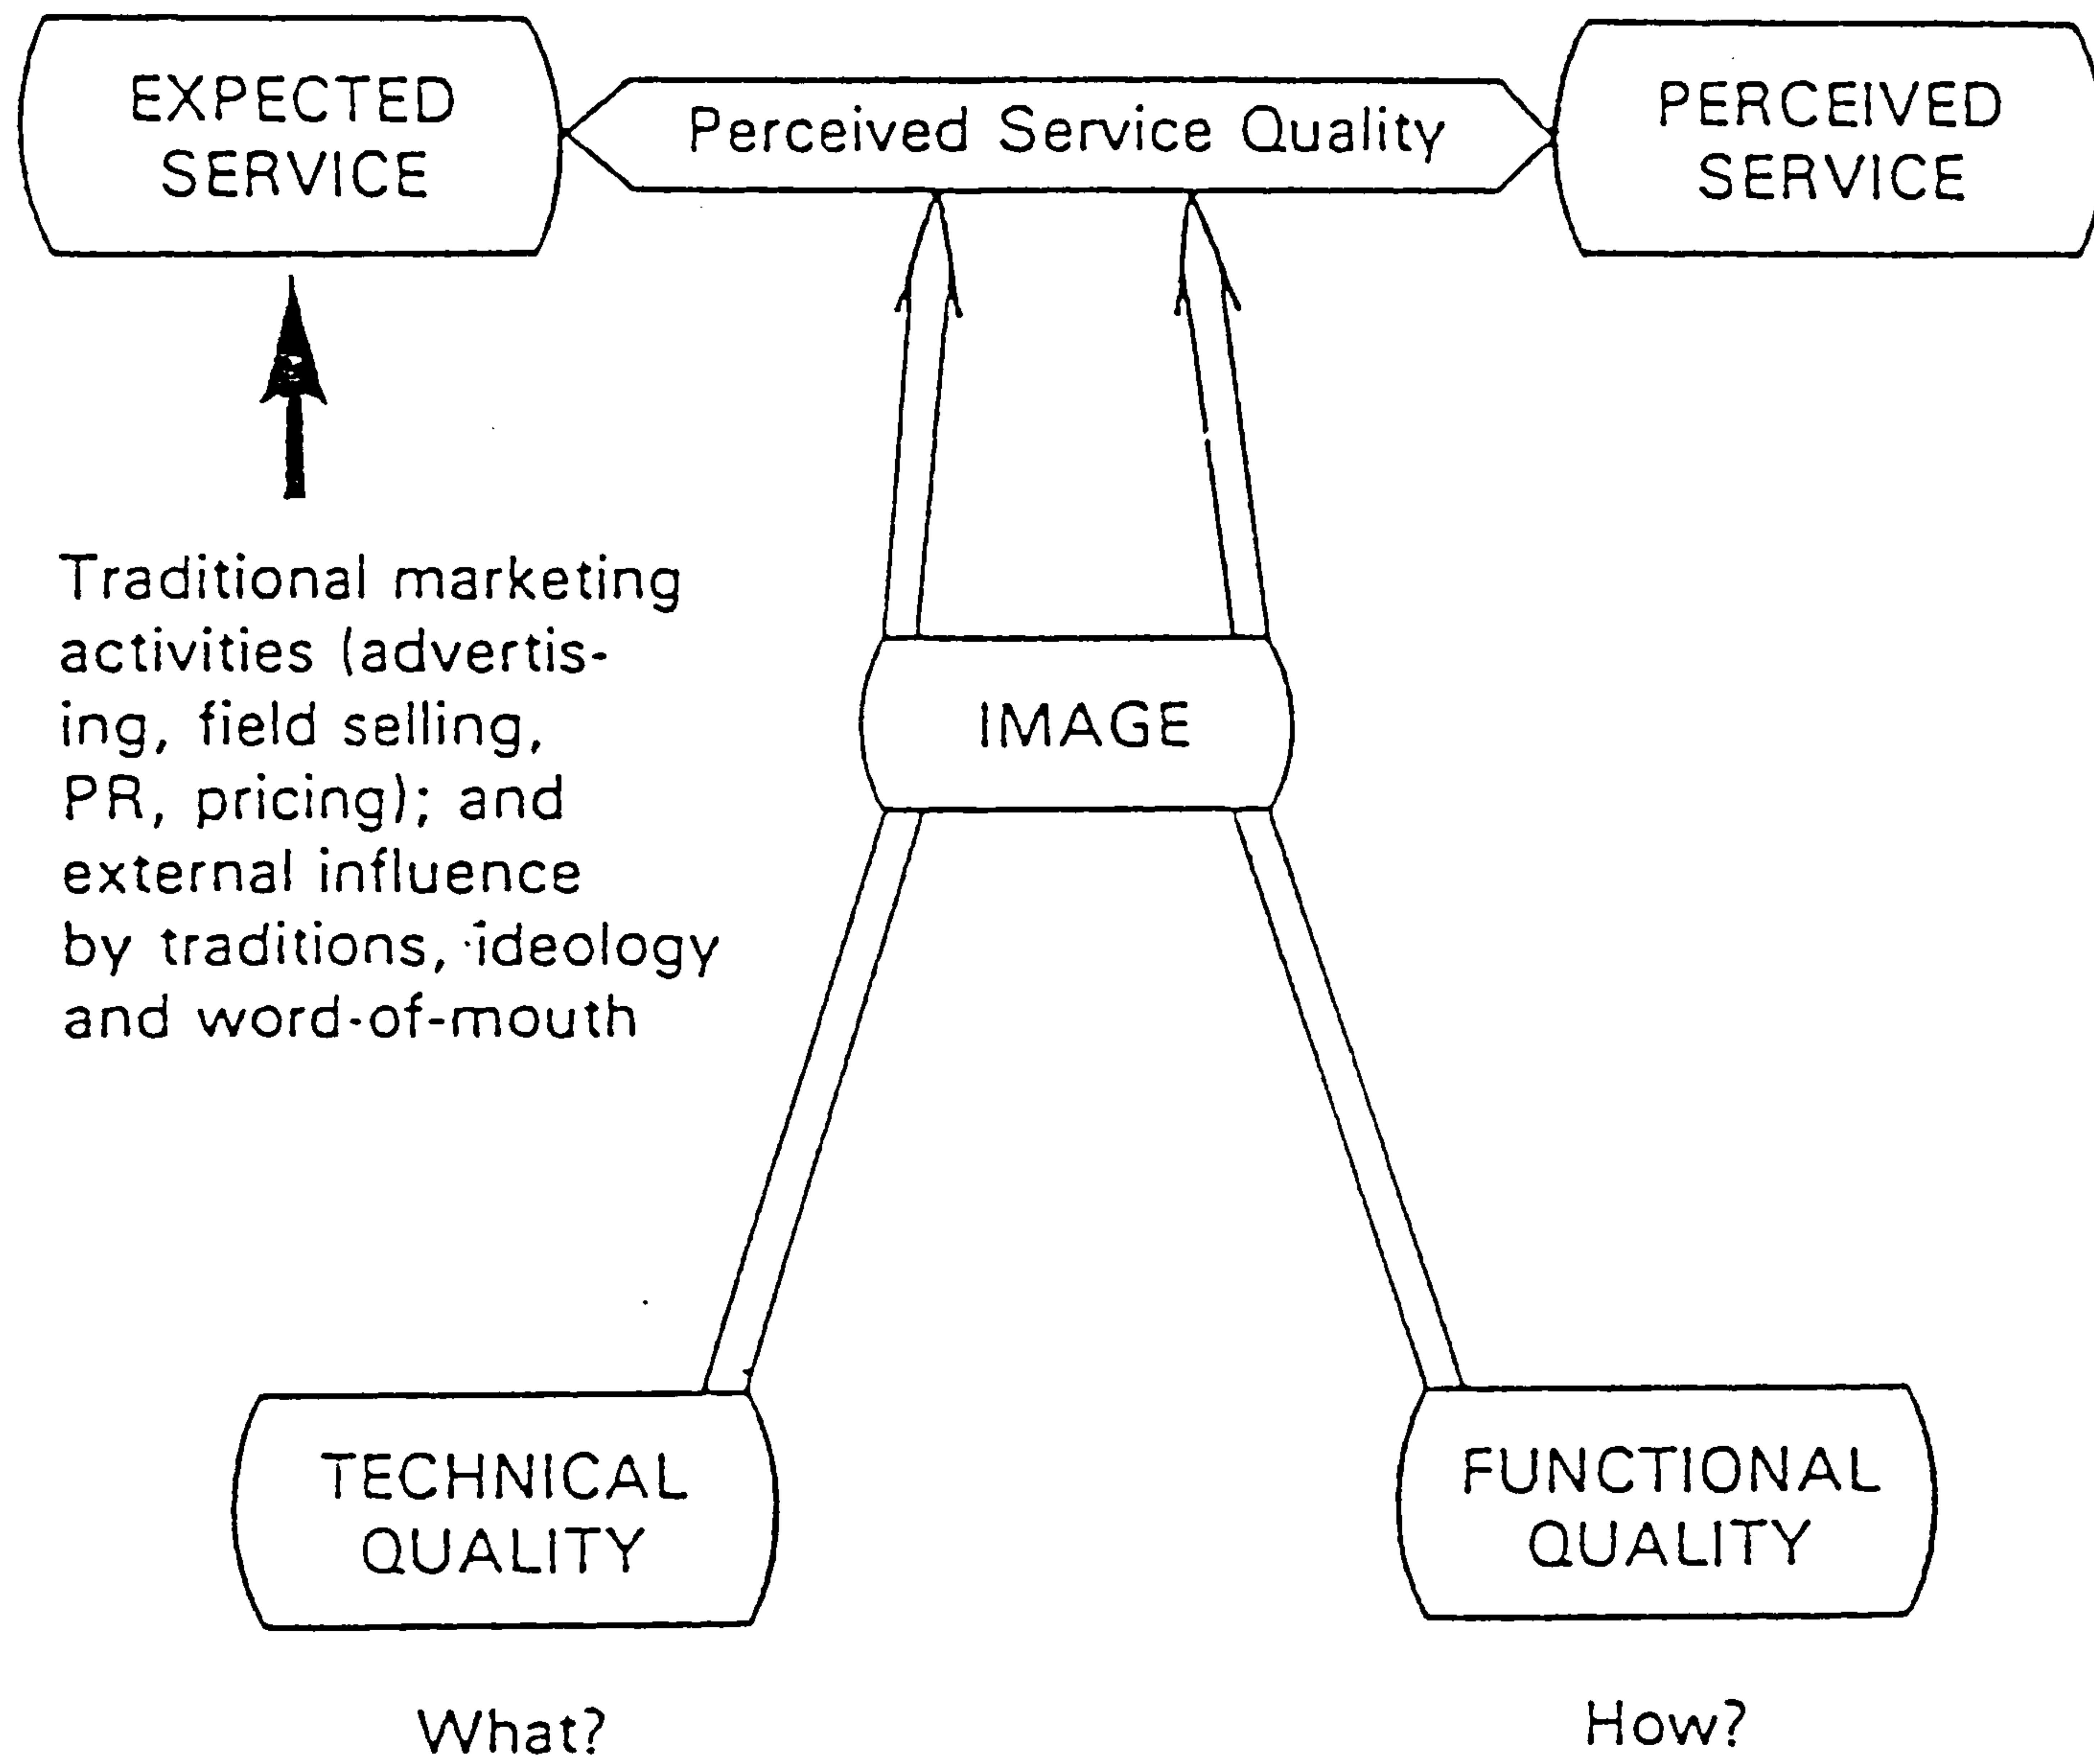 EXPECTED
SERVICE
Perceived Service Quality
PERCEIVED
SERVICE
Traditional marketing
activities (advertis-
ing, field selling,
PR, pricing); and
external influence
by traditions, ideology
and word-of-mouth
IMAGE
TECHNICAL
QUALITY
FUNCTIONAL
QUALITY
What?
How?